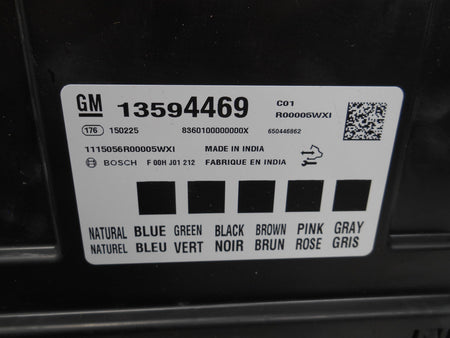 GM 13594469 C01
R00005WXI
176 150225 8360100000000X 650446862
1115056R00005WXI MADE IN INDIA
BOSCH F 00H J01 212 FABRIQUE EN INDIA
NATURAL BLUE GREEN BLACK BROWN PINK GRAY
NATUREL BLEU VERT NOIR BRUN ROSE GRIS